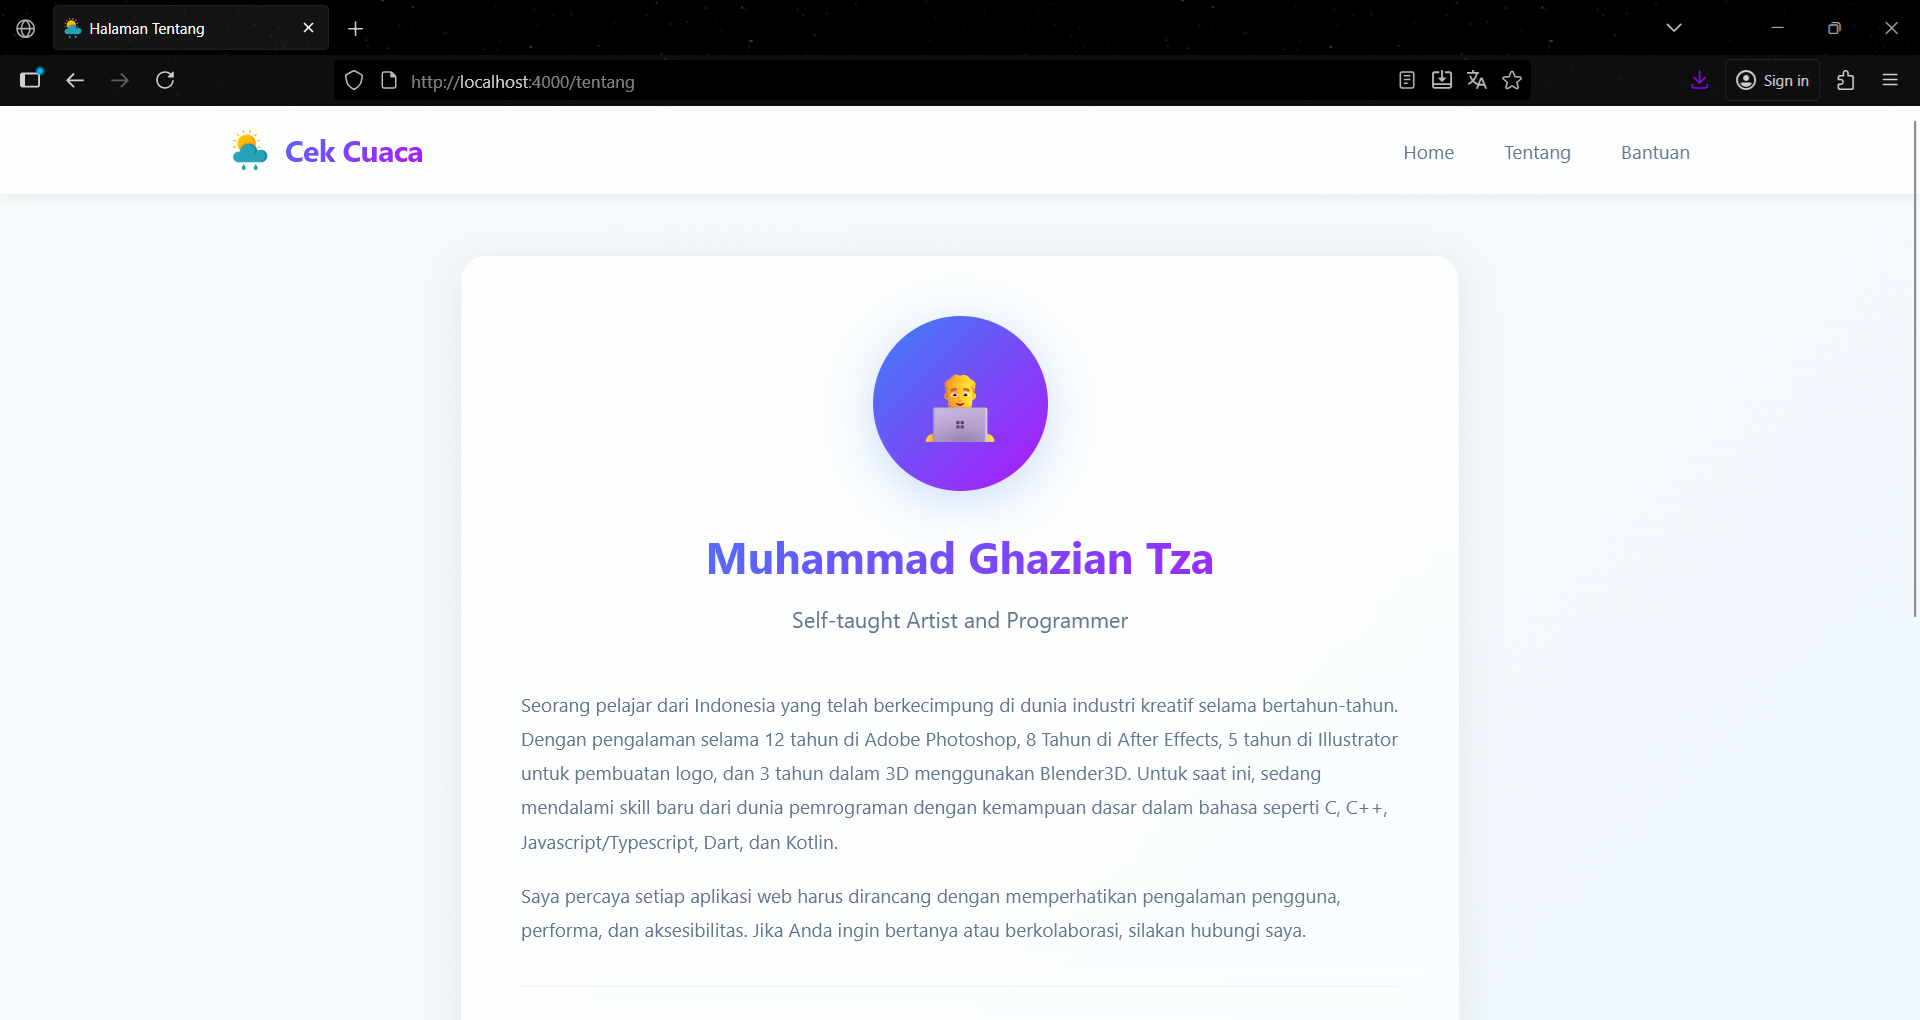 Halaman Tentang
http://localhost:4000/tentang
Sign in
Cek Cuaca
Home
Tentang
Bantuan
Muhammad Ghazian Tza
Self-taught Artist and Programmer
Seorang pelajar dari Indonesia yang telah berkecimpung di dunia industri kreatif selama bertahun-tahun.
Dengan pengalaman selama 12 tahun di Adobe Photoshop, 8 Tahun di After Effects, 5 tahun di Illustrator
untuk pembuatan logo, dan 3 tahun dalam 3D menggunakan Blender3D. Untuk saat ini, sedang
mendalami skill baru dari dunia pemrograman dengan kemampuan dasar dalam bahasa seperti C, C++,
Javascript/Typescript, Dart, dan Kotlin.
Saya percaya setiap aplikasi web harus dirancang dengan memperhatikan pengalaman pengguna,
performa, dan aksesibilitas. Jika Anda ingin bertanya atau berkolaborasi, silakan hubungi saya.